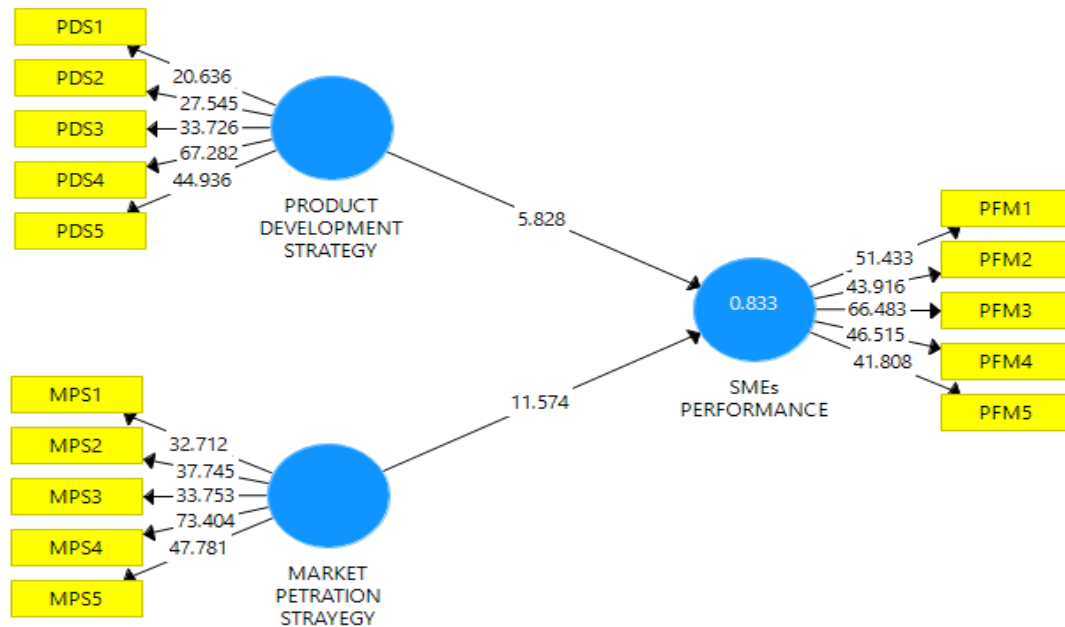 PDS1
PDS2
PDS3
PDS4
PDS5
20.636
27.545
33.726
67.282
44.936
PRODUCT
DEVELOPMENT
STRATEGY
5.828
MPS1
MPS2
MPS3
MPS4
MPS5
32.712
37.745
33.753
73.404
47.781
MARKET
PETRATION
STRAYEGY
11.574
0.833
SMEs
PERFORMANCE
51.433
43.916
66.483
46.515
41.808
PFM1
PFM2
PFM3
PFM4
PFM5